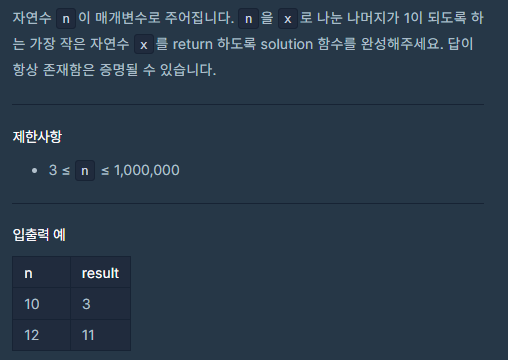 자연수 n이 매개변수로 주어집니다. n을 x로 나눈 나머지가 1이 되도록 하
는 가장 작은 자연수 x를 return 하도록 solution 함수를 완성해주세요. 답이
항상 존재함은 증명될 수 있습니다.
제한사항
• 3 ≤ n ≤ 1,000,000
입출력 예
n result
10 3
12 11